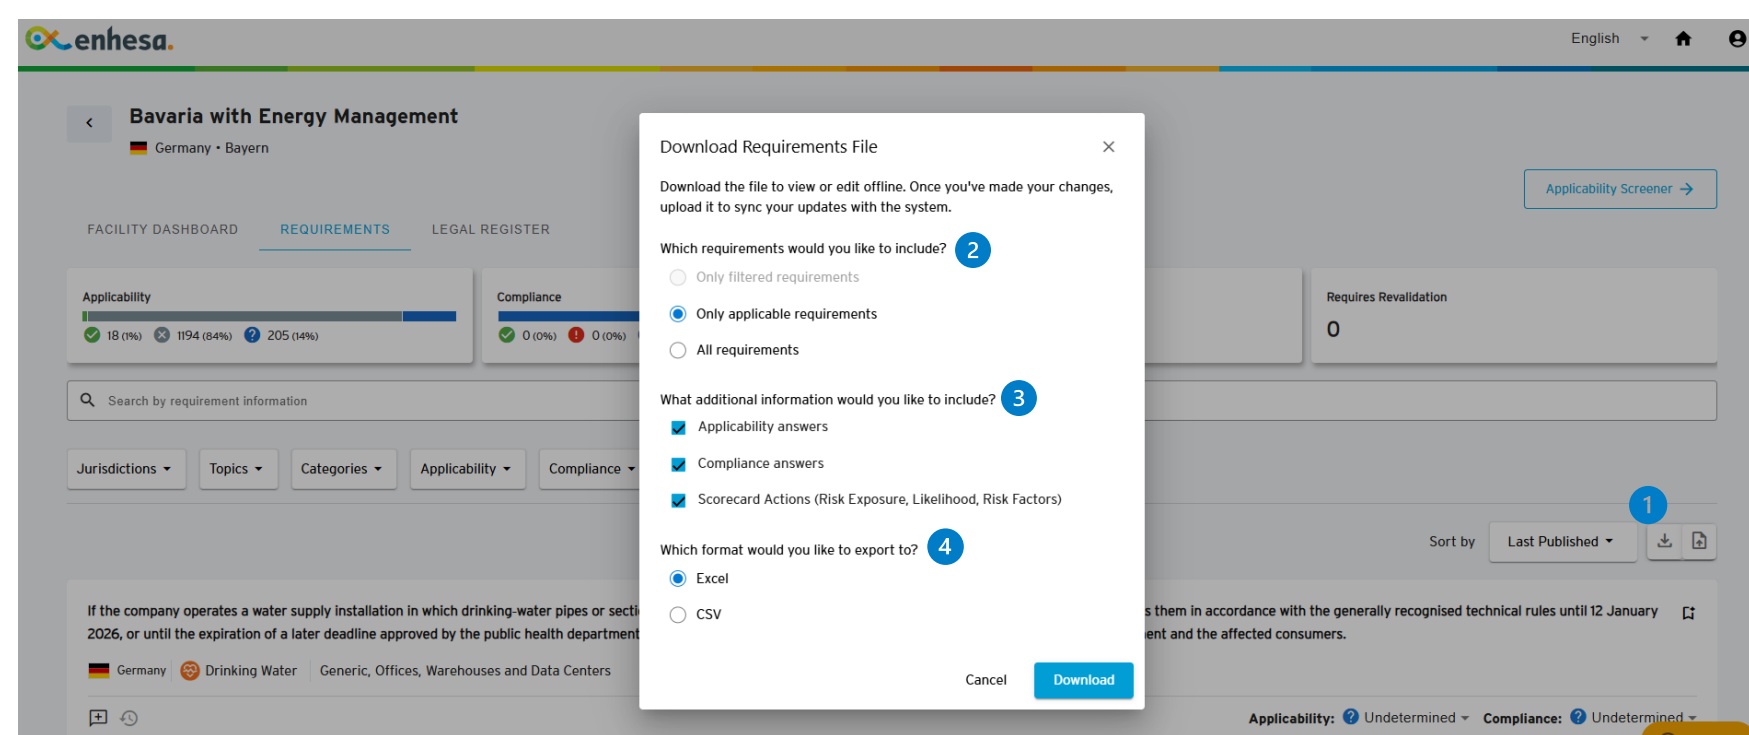 enhesa.
English
Bavaria with Energy Management
Germany • Bayern
Applicability Screener →
FACILITY DASHBOARD REQUIREMENTS LEGAL REGISTER
Applicability
18 (1%) 1194 (84%) 205 (14%)
Compliance
0 (0%) 0 (0%)
Requires Revalidation
0
Search by requirement information
Jurisdictions Topics Categories Applicability Compliance
1
Sort by Last Published
If the company operates a water supply installation in which drinking-water pipes or secti
s them in accordance with the generally recognised technical rules until 12 January
2026, or until the expiration of a later deadline approved by the public health department
ent and the affected consumers.
Germany Drinking Water Generic, Offices, Warehouses and Data Centers
Applicability: Undetermined Compliance: Undetermined
Download Requirements File
Download the file to view or edit offline. Once you've made your changes,
upload it to sync your updates with the system.
Which requirements would you like to include? 2
Only filtered requirements
Only applicable requirements
All requirements
What additional information would you like to include? 3
Applicability answers
Compliance answers
Scorecard Actions (Risk Exposure, Likelihood, Risk Factors)
Which format would you like to export to? 4
Excel
CSV
Cancel Download